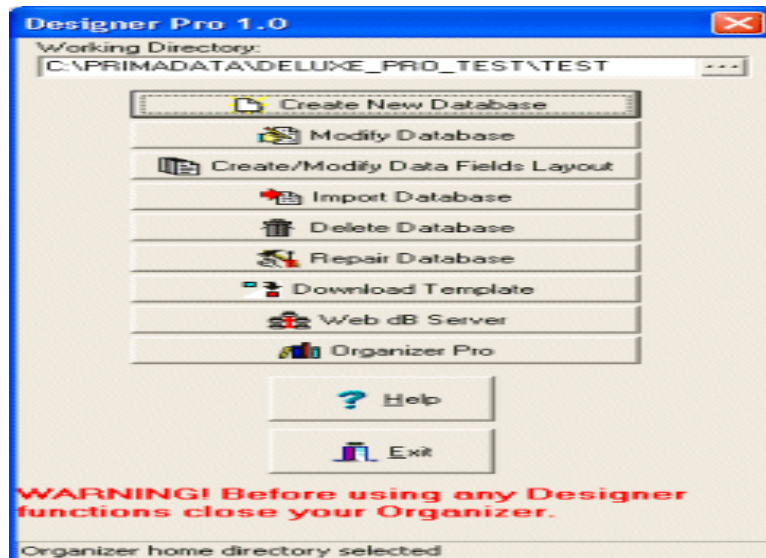 Designer Pro 1.0
Working Directory:
C:\PRIMADATA\DELUXE_PRO_TEST\TEST ...
Create New Database
Modify Database
Create/Modify Data Fields Layout
Import Database
Delete Database
Repair Database
Download Template
Web dB Server
Organizer Pro
? Help
Exit
WARNING! Before using any Designer
functions close your Organizer.
Organizer home directory selected